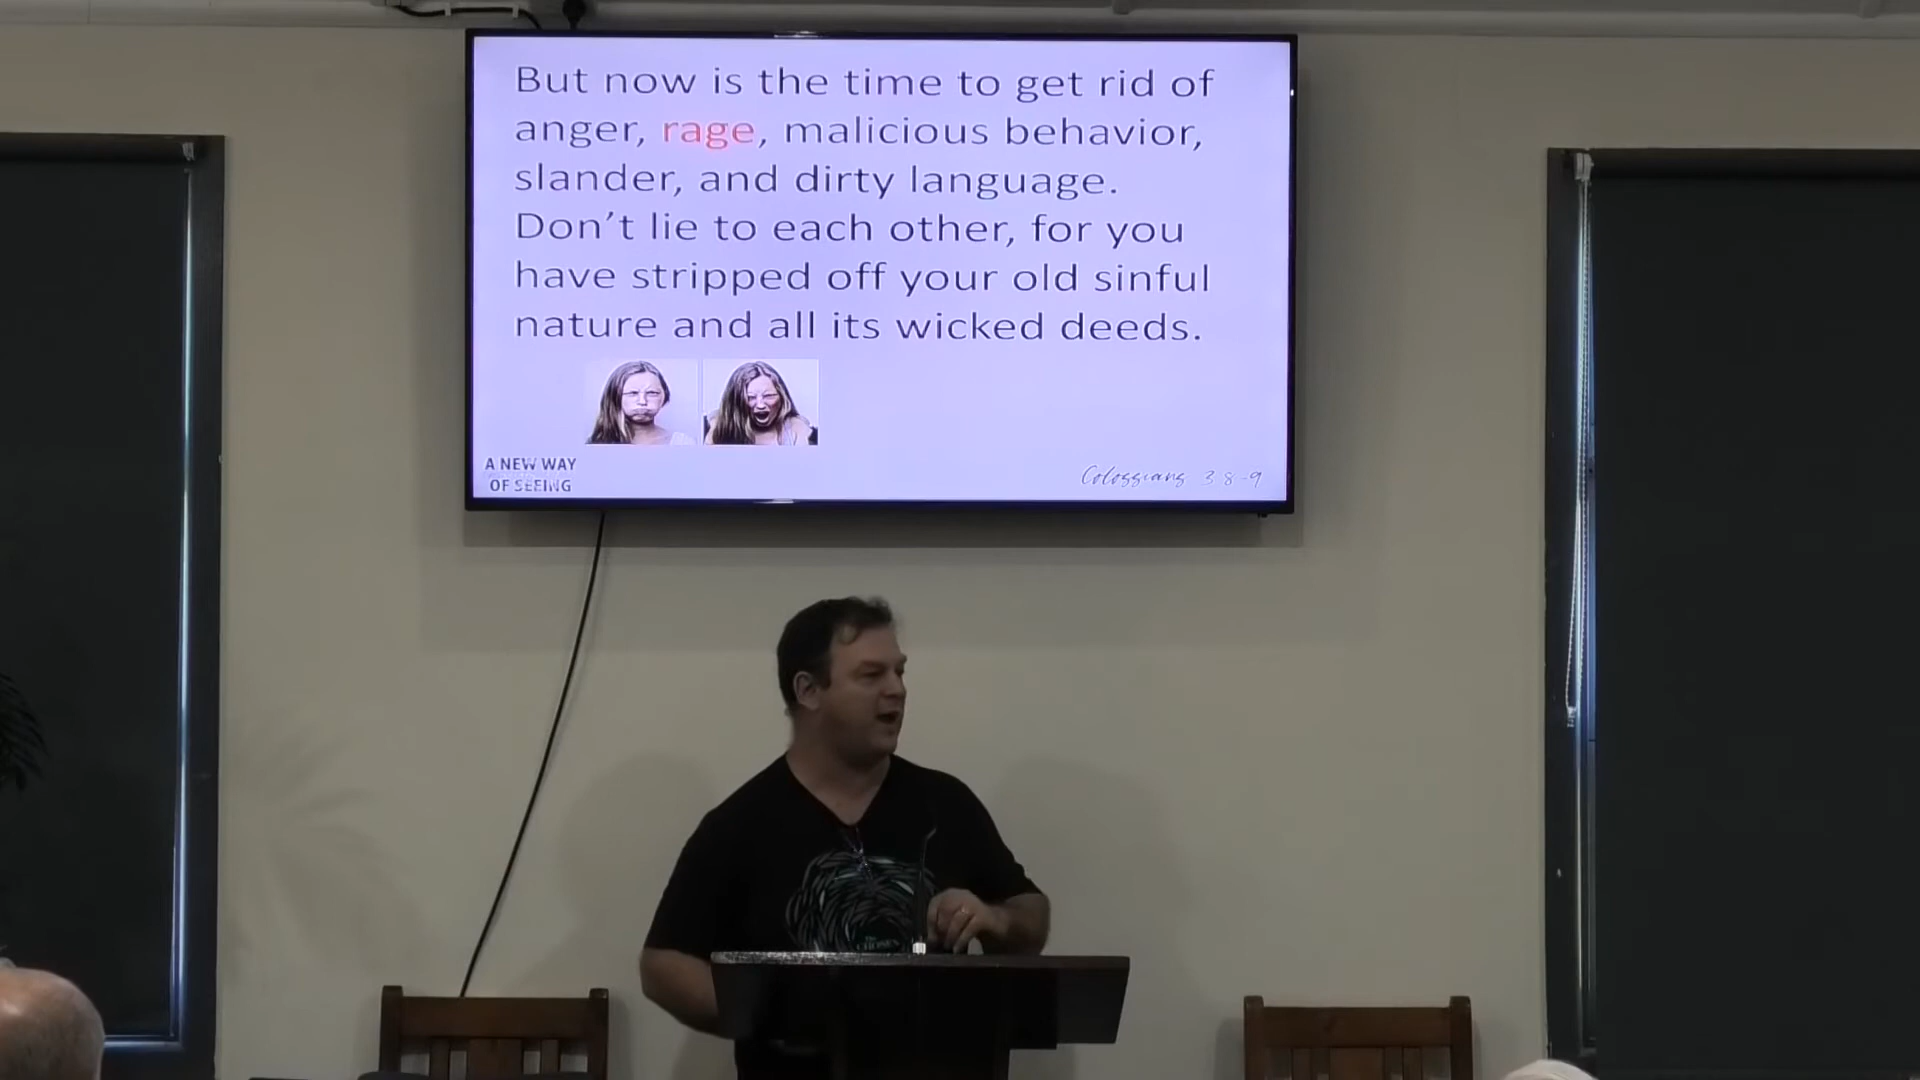 But now is the time to get rid of
anger, rage, malicious behavior,
slander, and dirty language.
Don’t lie to each other, for you
have stripped off your old sinful
nature and all its wicked deeds.
A NEW WAY
OF SEEING
Colossians 3 8-9
The
CHOSEN